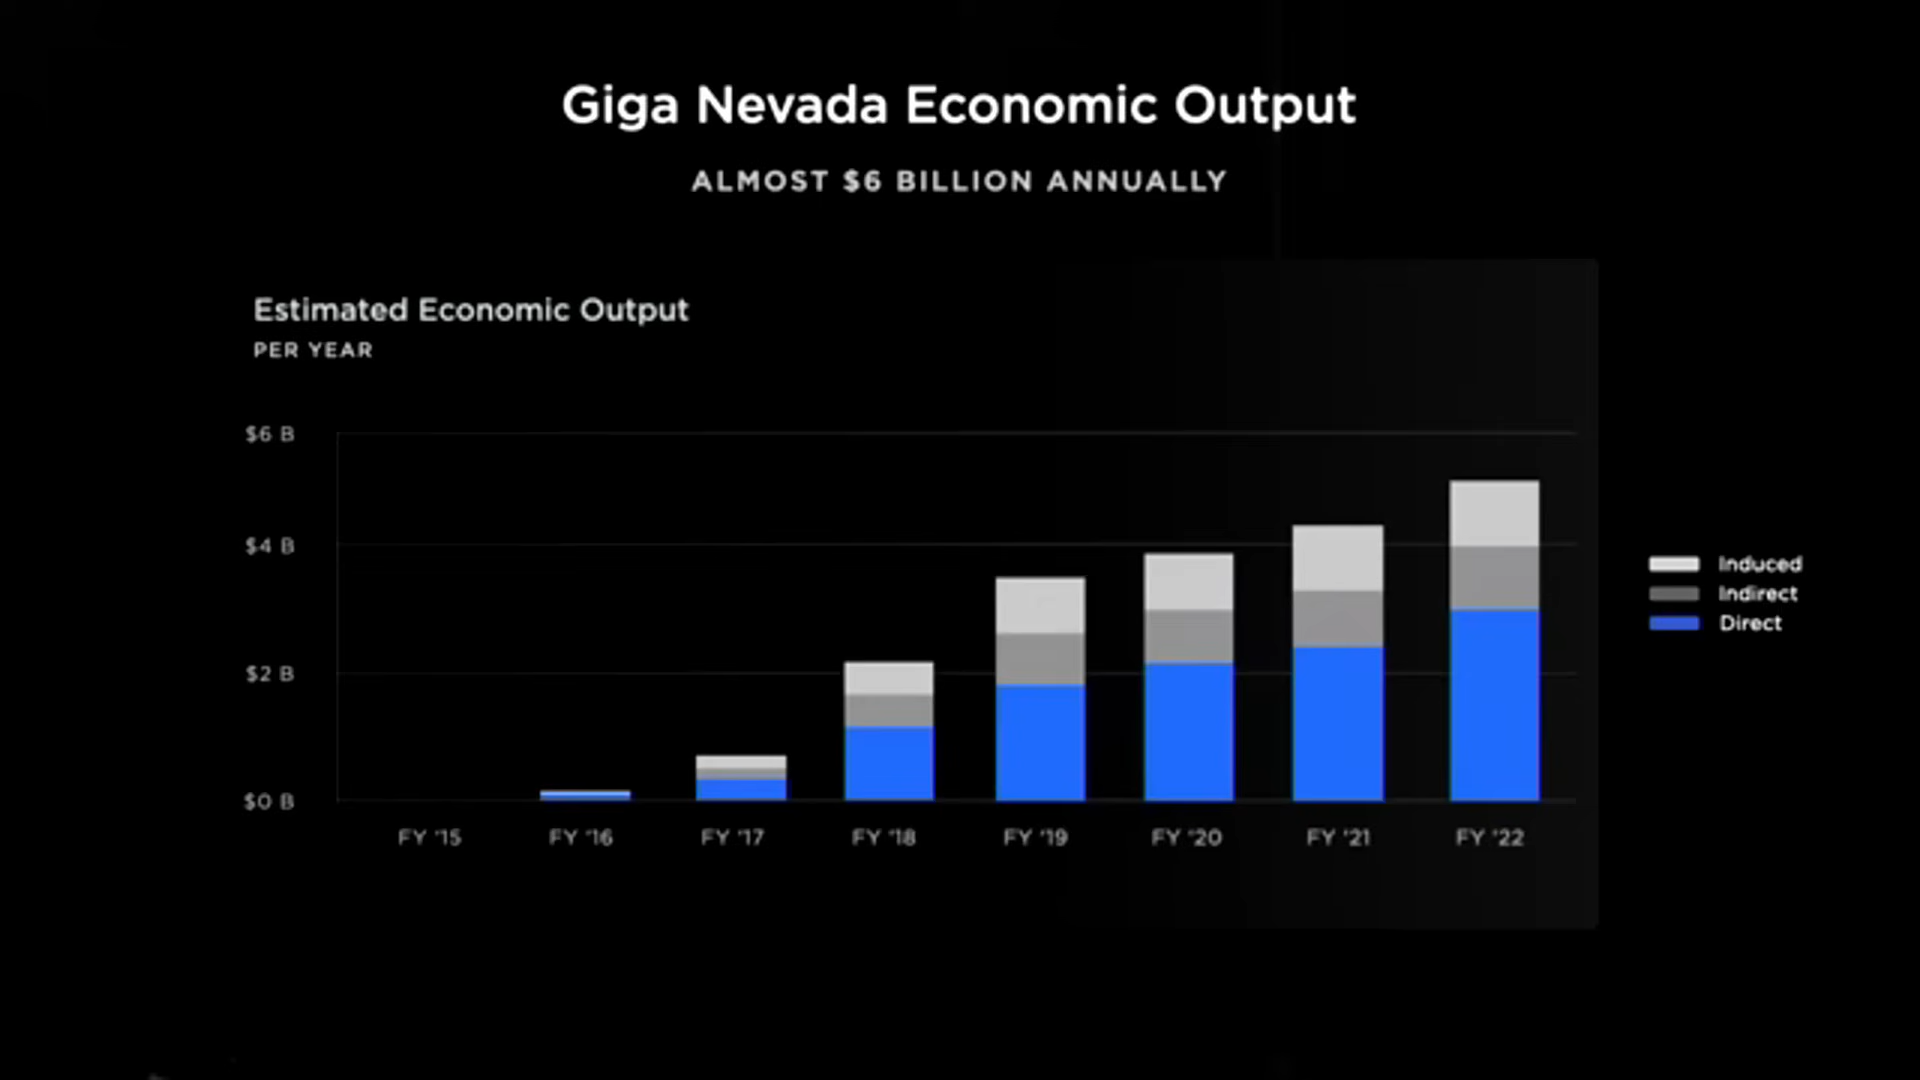 Giga Nevada Economic Output
ALMOST $6 BILLION ANNUALLY
Estimated Economic Output
PER YEAR
$6 B
$4 B
$2 B
$0 B
FY '15 FY '16 FY '17 FY '18 FY '19 FY '20 FY '21 FY '22
Induced
Indirect
Direct